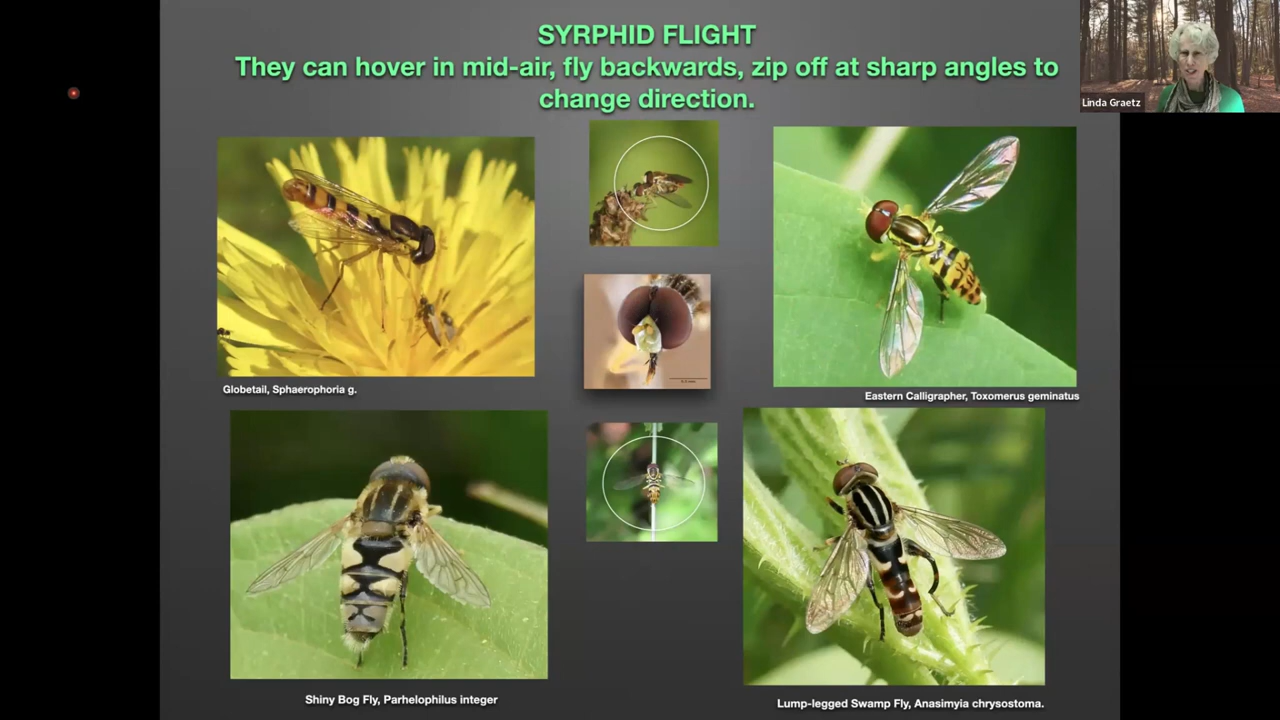 SYRPHID FLIGHT
They can hover in mid-air, fly backwards, zip off at sharp angles to
change direction.
Linda Graetz
Globetail, Sphaerophoria g.
Eastern Calligrapher, Toxomerus geminatus
Shiny Bog Fly, Parhelophilus integer
Lump-legged Swamp Fly, Anasimyia chrysostoma.